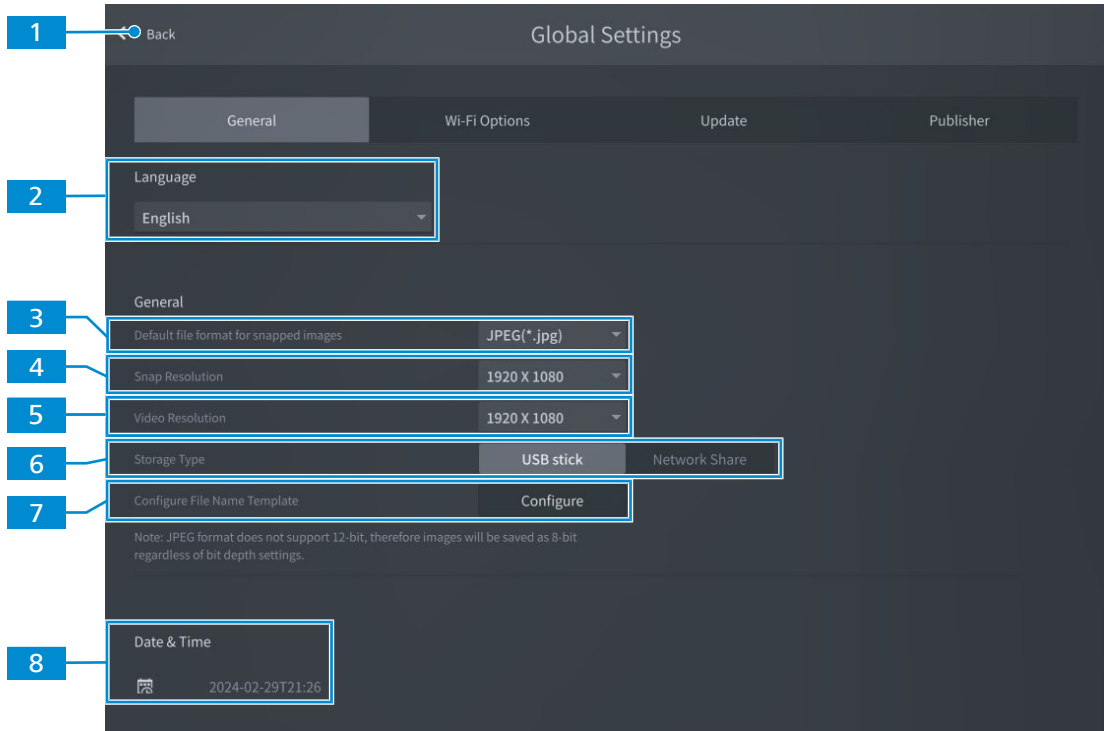 1
Back
Global Settings
General
Wi-Fi Options
Update
Publisher
2
Language
English
General
3
Default file format for snapped images
JPEG(*.jpg)
4
Snap Resolution
1920 X 1080
5
Video Resolution
1920 X 1080
6
Storage Type
USB stick
Network Share
7
Configure File Name Template
Configure
Note: JPEG format does not support 12-bit, therefore images will be saved as 8-bit
regardless of bit depth settings.
8
Date & Time
2024-02-29T21:26